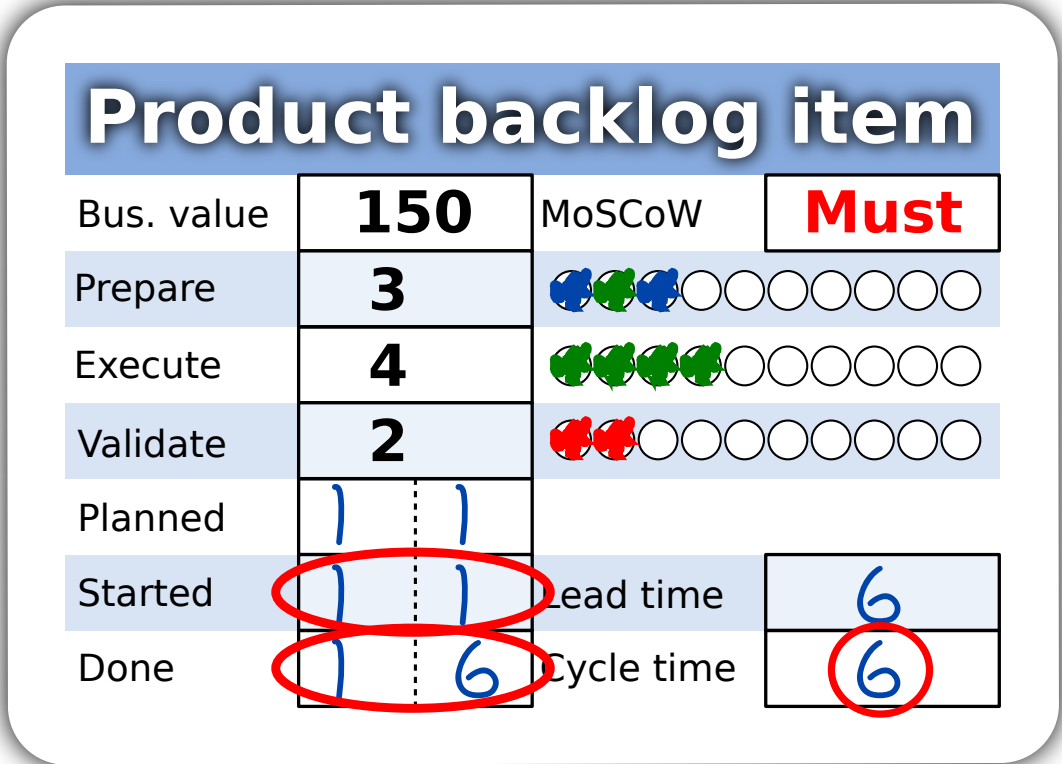 Product backlog item
Bus. value 150 MoSCoW Must
Prepare 3
Execute 4
Validate 2
Planned 1 1
Started 1 1 Lead time 6
Done 1 6 Cycle time 6